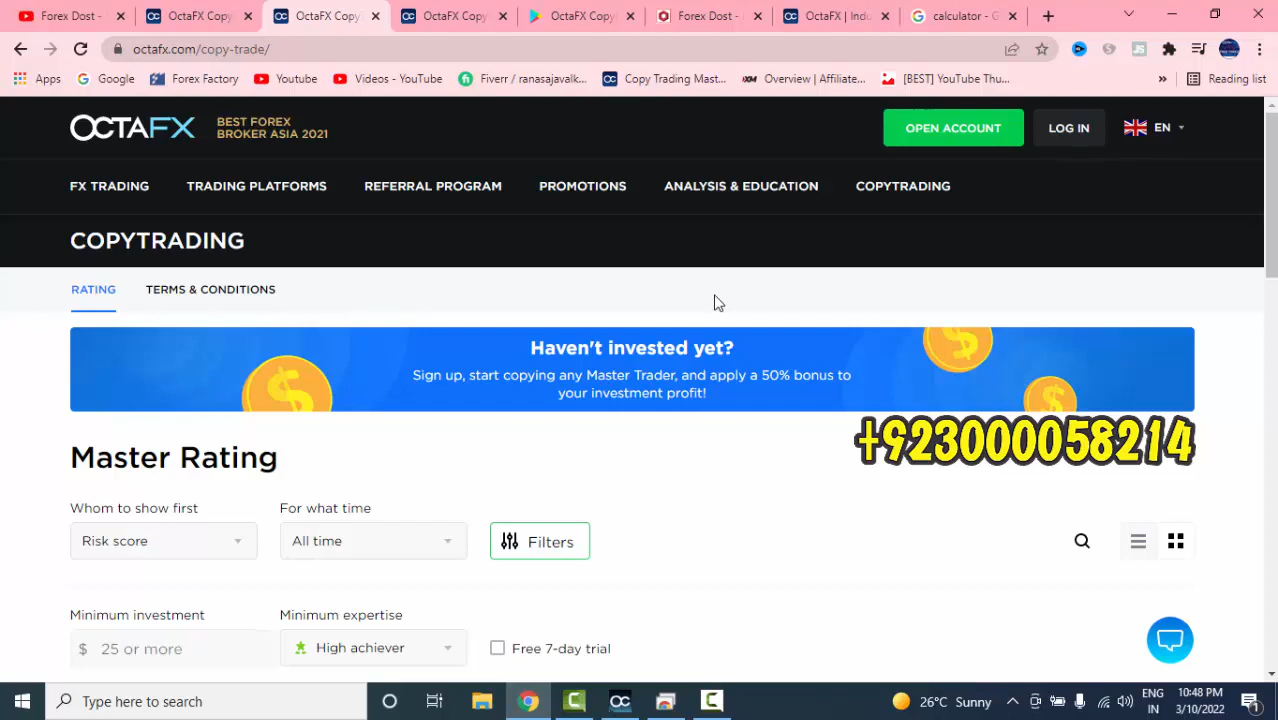 Forex Dost -
OctaFX Copy
OctaFX Copy
OctaFX Copy
OctaFX Copy
Forex Dost -
OctaFX | Indu
calculator - G
octafx.com/copy-trade/
Apps
Google
Forex Factory
Youtube
Videos - YouTube
Fiverr / ranasajavalk...
Copy Trading Mast...
Overview | Affiliate...
[BEST] YouTube Thu...
Reading list
OCTAFX
BEST FOREX
BROKER ASIA 2021
OPEN ACCOUNT
LOG IN
EN
FX TRADING
TRADING PLATFORMS
REFERRAL PROGRAM
PROMOTIONS
ANALYSIS & EDUCATION
COPYTRADING
COPYTRADING
RATING
TERMS & CONDITIONS
Haven't invested yet?
Sign up, start copying any Master Trader, and apply a 50% bonus to
your investment profit!
+923000058214
Master Rating
Whom to show first
For what time
Risk score
All time
Filters
Minimum investment
Minimum expertise
$ 25 or more
High achiever
Free 7-day trial
Type here to search
26°C Sunny
ENG
IN
10:48 PM
3/10/2022